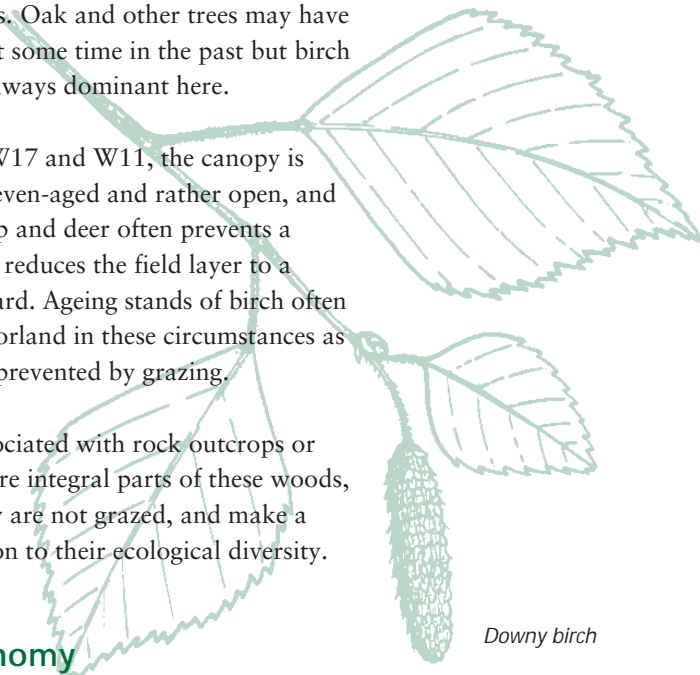 s. Oak and other trees may have
t some time in the past but birch
lways dominant here.
W17 and W11, the canopy is
even-aged and rather open, and
p and deer often prevents a
reduces the field layer to a
ard. Ageing stands of birch often
orland in these circumstances as
prevented by grazing.
ociated with rock outcrops or
re integral parts of these woods,
y are not grazed, and make a
on to their ecological diversity.
Downy birch
nomy